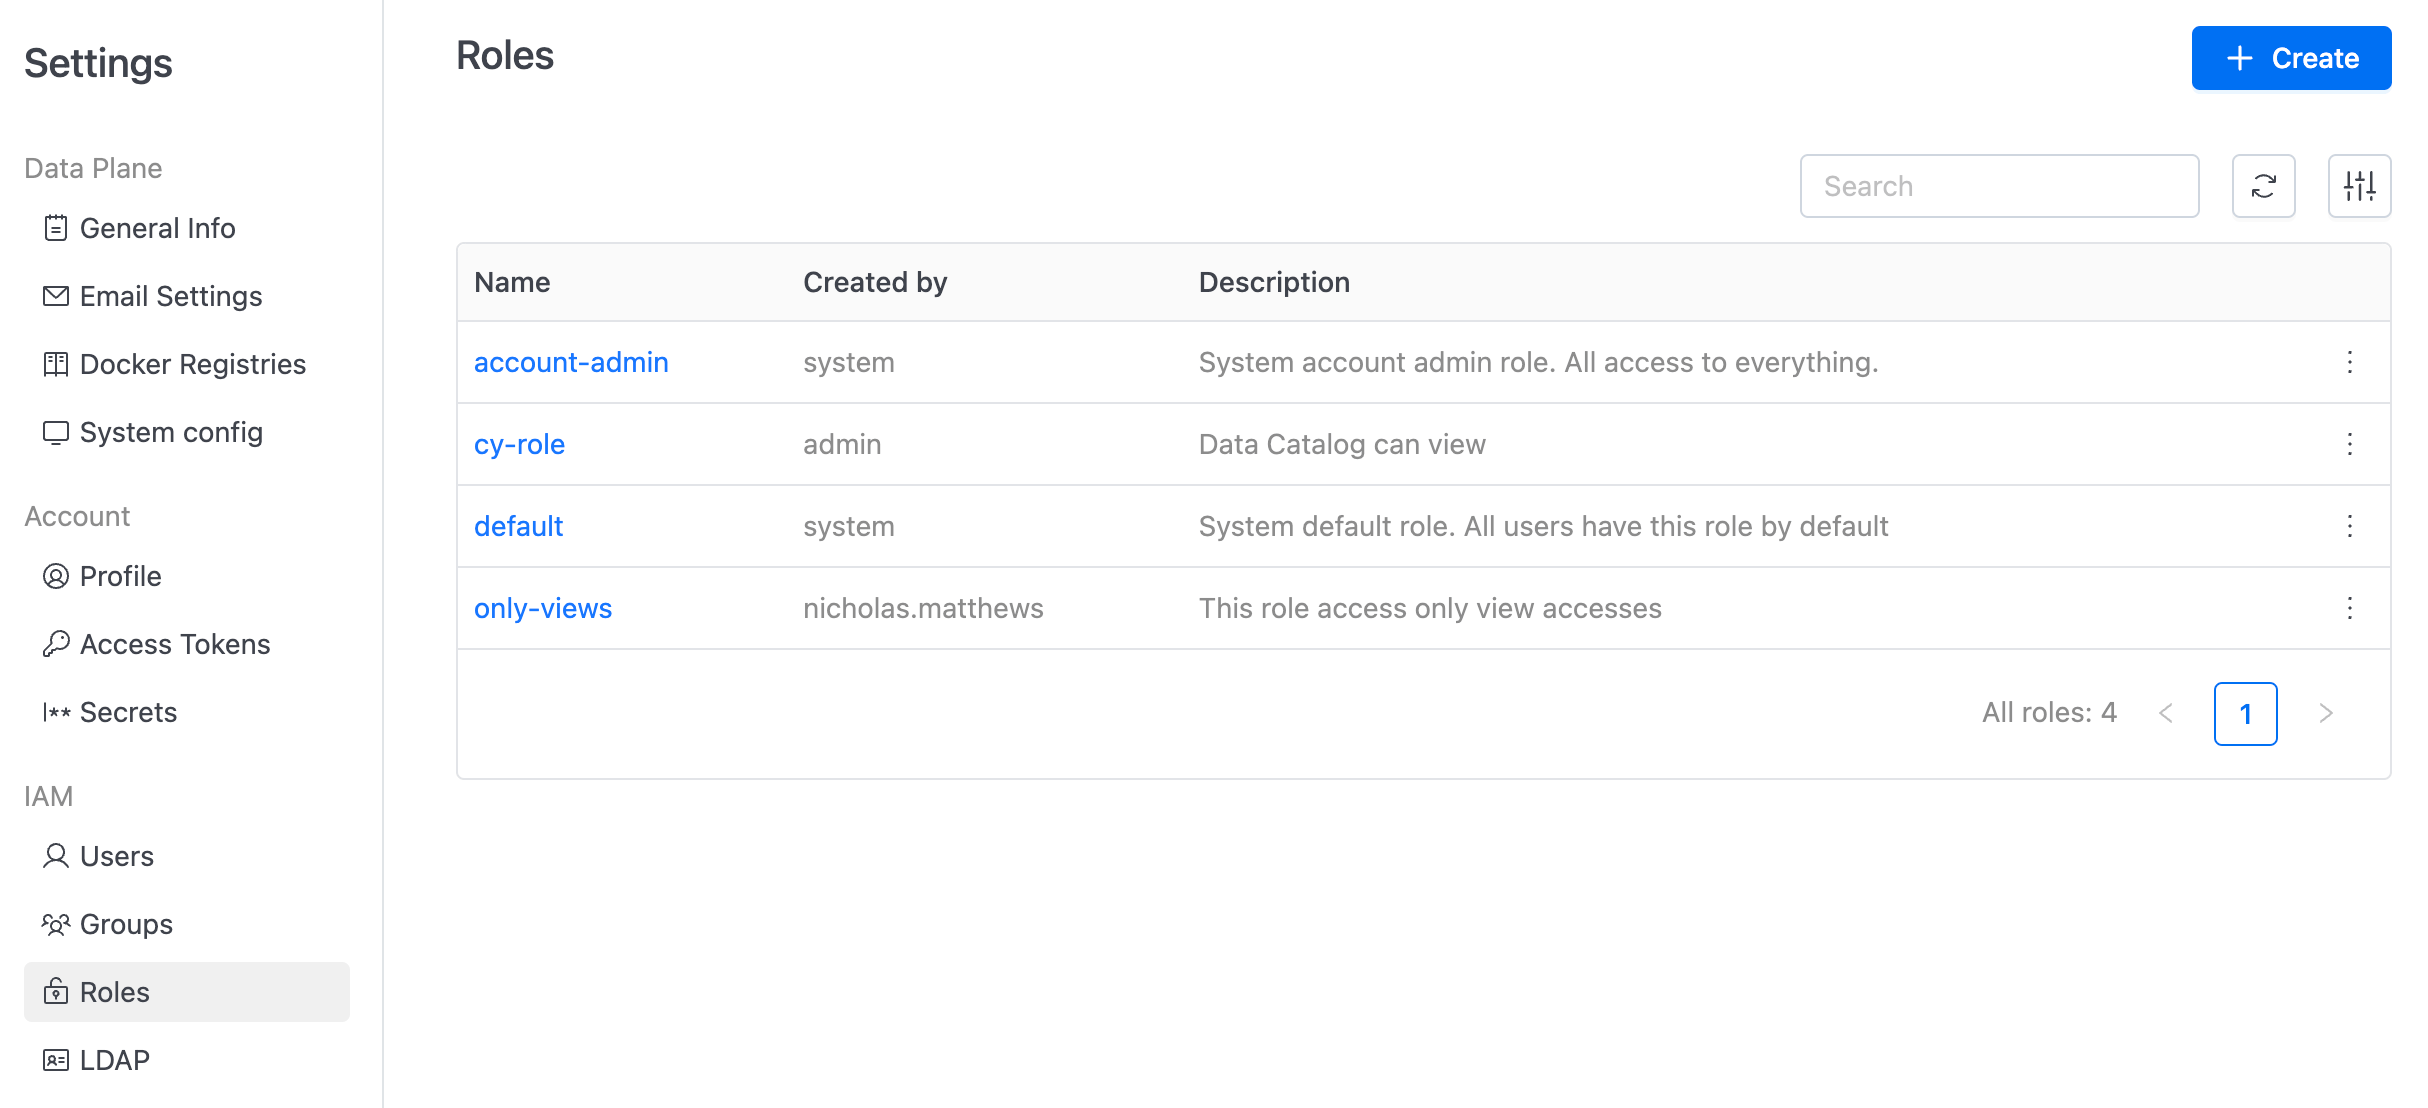 Settings
Data Plane
General Info
Email Settings
Docker Registries
System config
Account
Profile
Access Tokens
Secrets
IAM
Users
Groups
Roles
LDAP
Roles
Create
Search
Name Created by Description
account-admin system System account admin role. All access to everything.
cy-role admin Data Catalog can view
default system System default role. All users have this role by default
only-views nicholas.matthews This role access only view accesses
All roles: 4 < 1 >